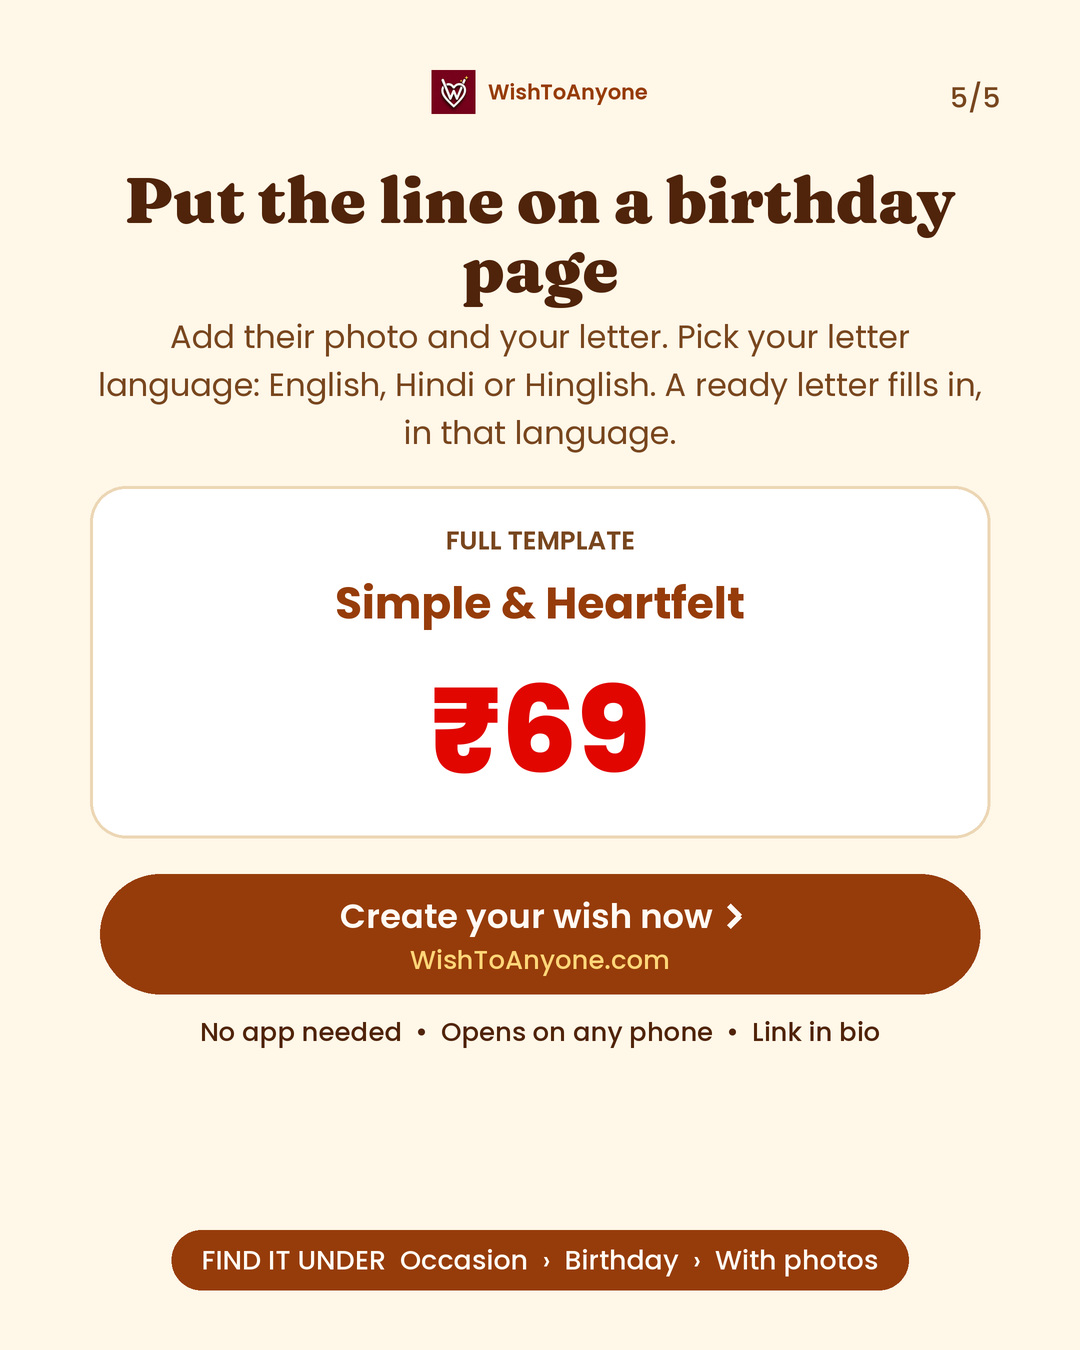 WishToAnyone
5/5
Put the line on a birthday
page
Add their photo and your letter. Pick your letter
language: English, Hindi or Hinglish. A ready letter fills in,
in that language.
FULL TEMPLATE
Simple & Heartfelt
₹69
Create your wish now ›
WishToAnyone.com
No app needed • Opens on any phone • Link in bio
FIND IT UNDER Occasion › Birthday › With photos